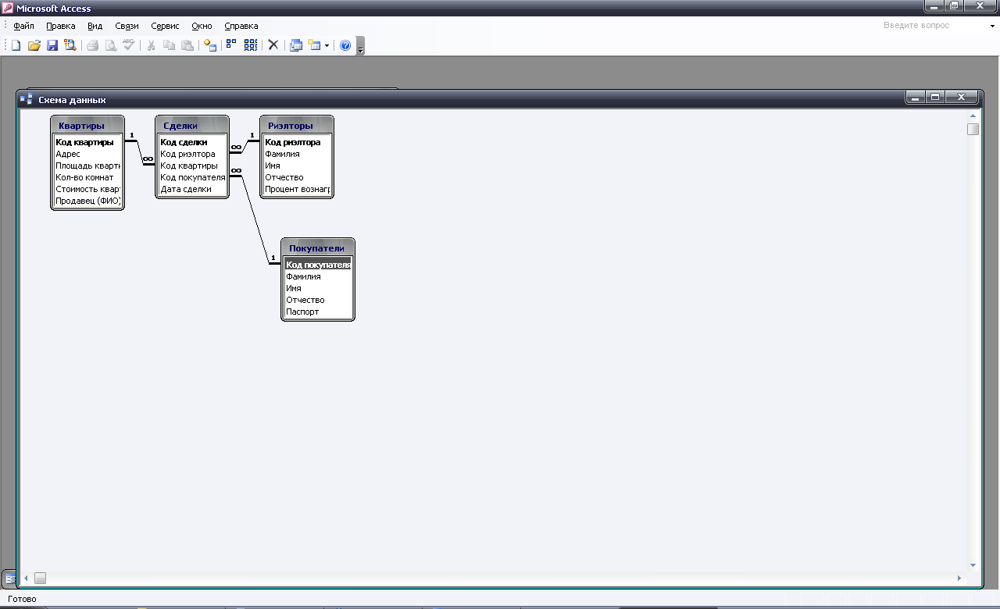 Microsoft Access
Файл Правка Вид Связи Сервис Окно Справка Введите вопрос
Схема данных
Квартиры
Код квартиры
Адрес
Площадь кварти
Кол-во комнат
Стоимость квар
Продавец (ФИО)
1
∞
Сделки
Код сделки
Код риэлтора
Код квартиры
Код покупателя
Дата сделки
∞
1
∞
Риэлторы
Код риэлтора
Фамилия
Имя
Отчество
Процент вознагр
1
Покупатели
Код покупателя
Фамилия
Имя
Отчество
Паспорт
Готово